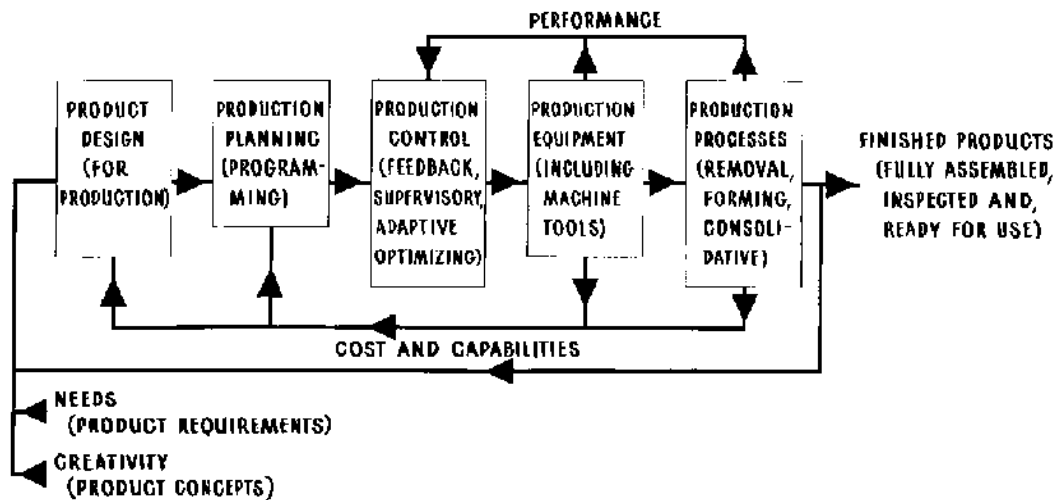 PERFORMANCE
PRODUCT
DESIGN
(FOR
PRODUCTION)
PRODUCTION
PLANNING
(PROGRAM-
MING)
PRODUCTION
CONTROL
(FEEDBACK,
SUPERVISORY,
ADAPTIVE
OPTIMIZING)
PRODUCTION
EQUIPMENT
(INCLUDING
MACHINE
TOOLS)
PRODUCTION
PROCESSES
(REMOVAL,
FORMING,
CONSOLI-
DATIVE)
FINISHED PRODUCTS
(FULLY ASSEMBLED,
INSPECTED AND,
READY FOR USE)
COST AND CAPABILITIES
NEEDS
(PRODUCT REQUIREMENTS)
CREATIVITY
(PRODUCT CONCEPTS)